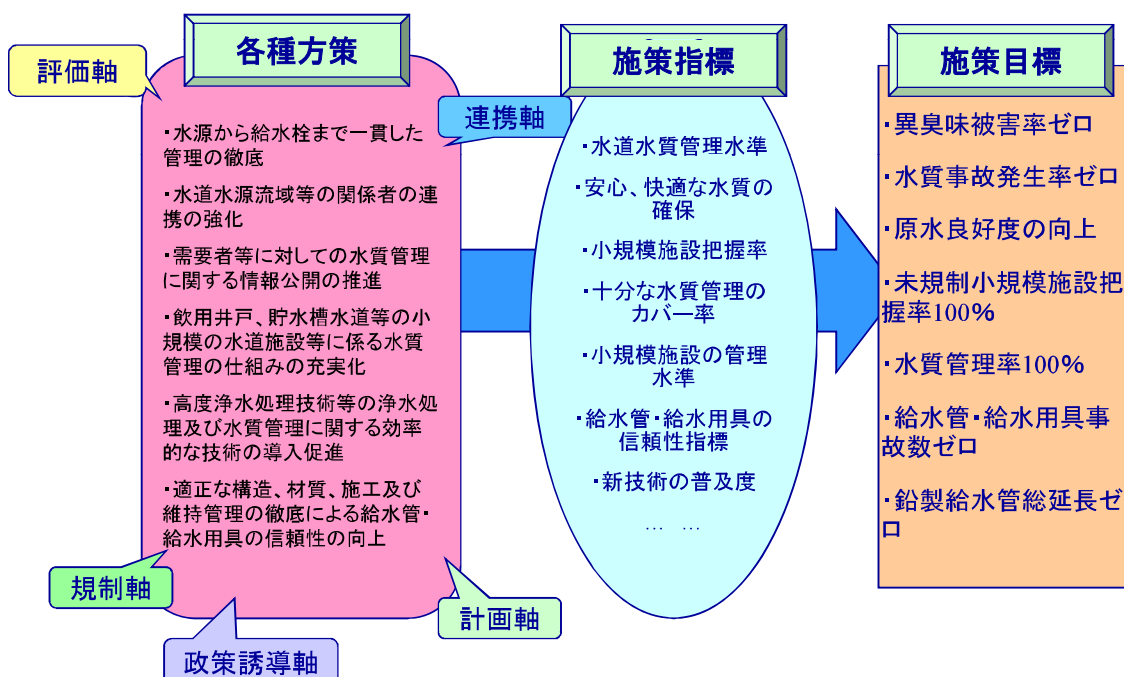 各種方策
施策指標
施策目標
評価軸
連携軸
・水源から給水栓まで一貫した
管理の徹底
・水道水源流域等の関係者の連
携の強化
・需要者等に対しての水質管理
に関する情報公開の推進
・飲用井戸、貯水槽水道等の小
規模の水道施設等に係る水質
管理の仕組みの充実化
・高度浄水処理技術等の浄水処
理及び水質管理に関する効率
的な技術の導入促進
・適正な構造、材質、施工及び
維持管理の徹底による給水管・
給水用具の信頼性の向上
規制軸
計画軸
政策誘導軸
・水道水質管理水準
・安心、快適な水質の
確保
・小規模施設把握率
・十分な水質管理の
カバー率
・小規模施設の管理
水準
・給水管・給水用具の
信頼性指標
・新技術の普及度
… …
・異臭味被害率ゼロ
・水質事故発生率ゼロ
・原水良好度の向上
・未規制小規模施設把
握率100%
・水質管理率100%
・給水管・給水用具事
故数ゼロ
・鉛製給水管総延長ゼ
ロ